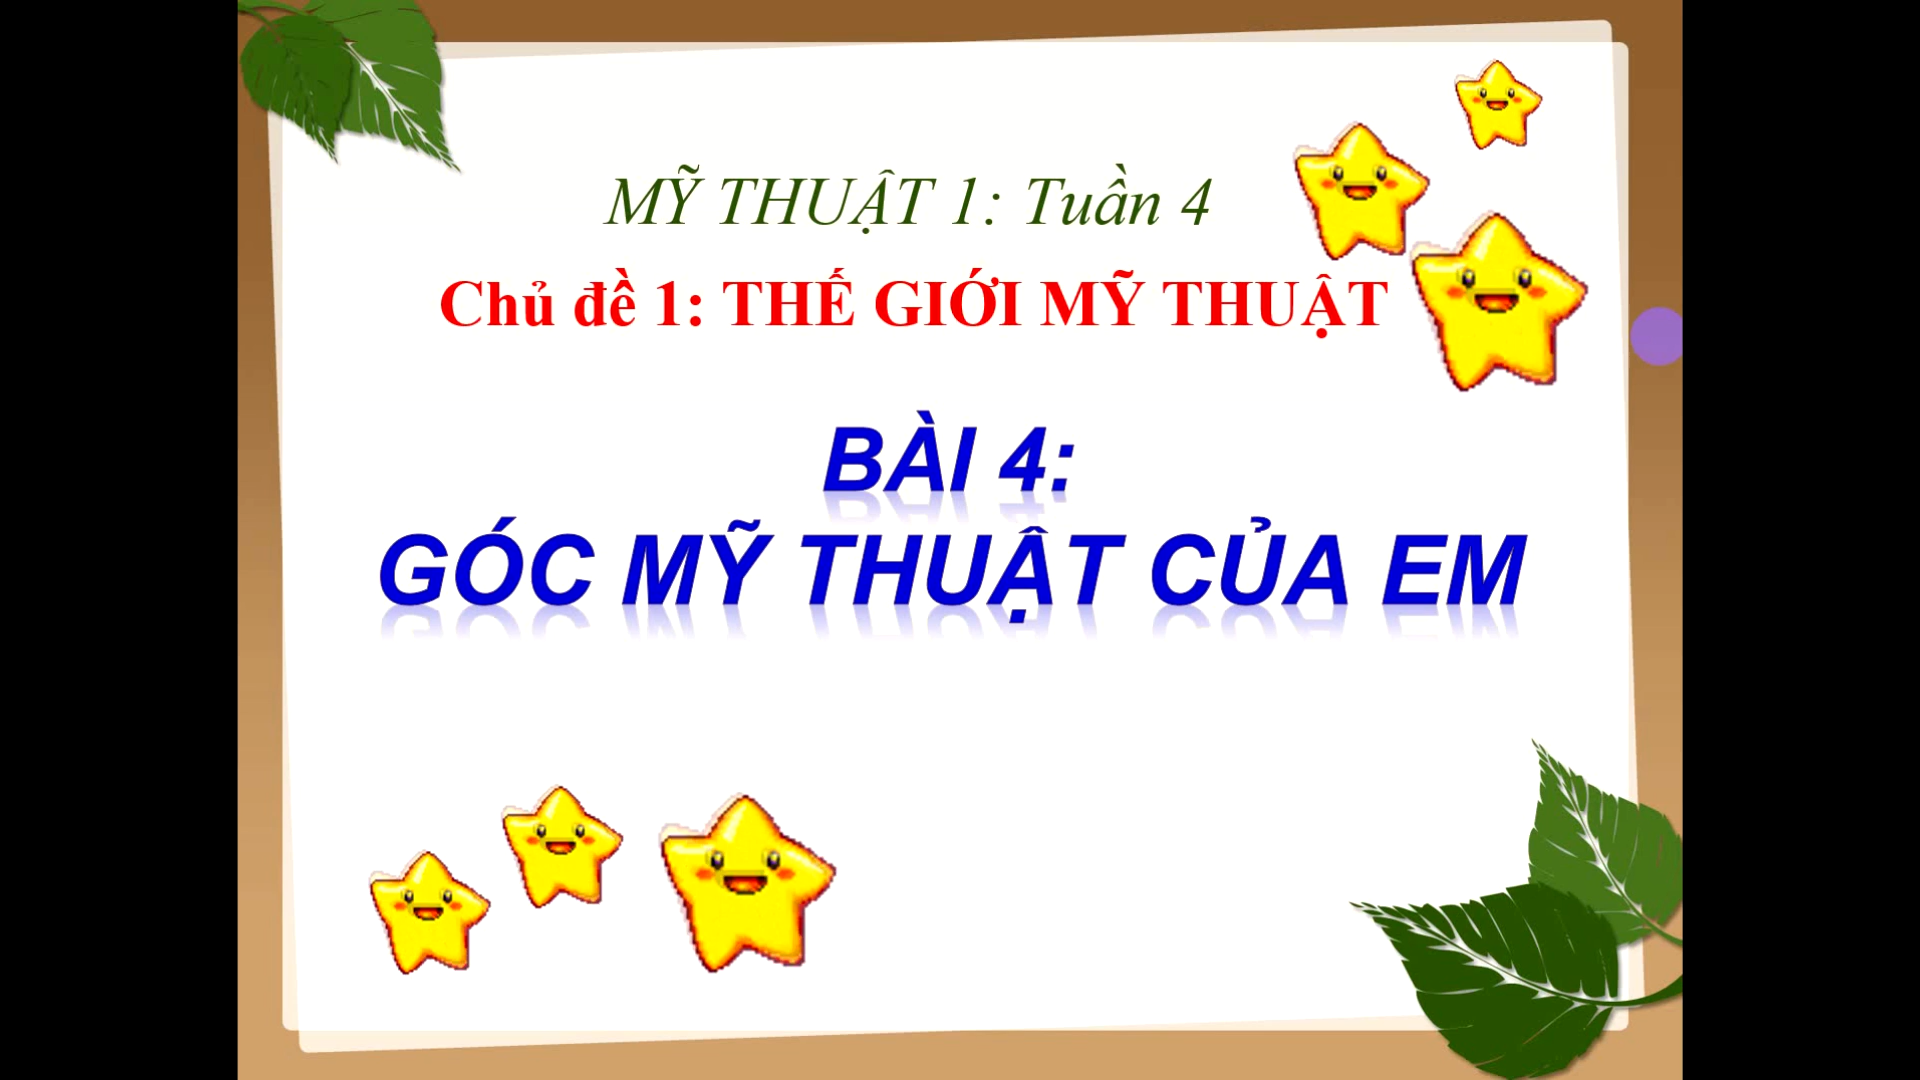 MỸ THUẬT 1: Tuần 4
Chủ đề 1: THẾ GIỚI MỸ THUẬT
BÀI 4:
GÓC MỸ THUẬT CỦA EM